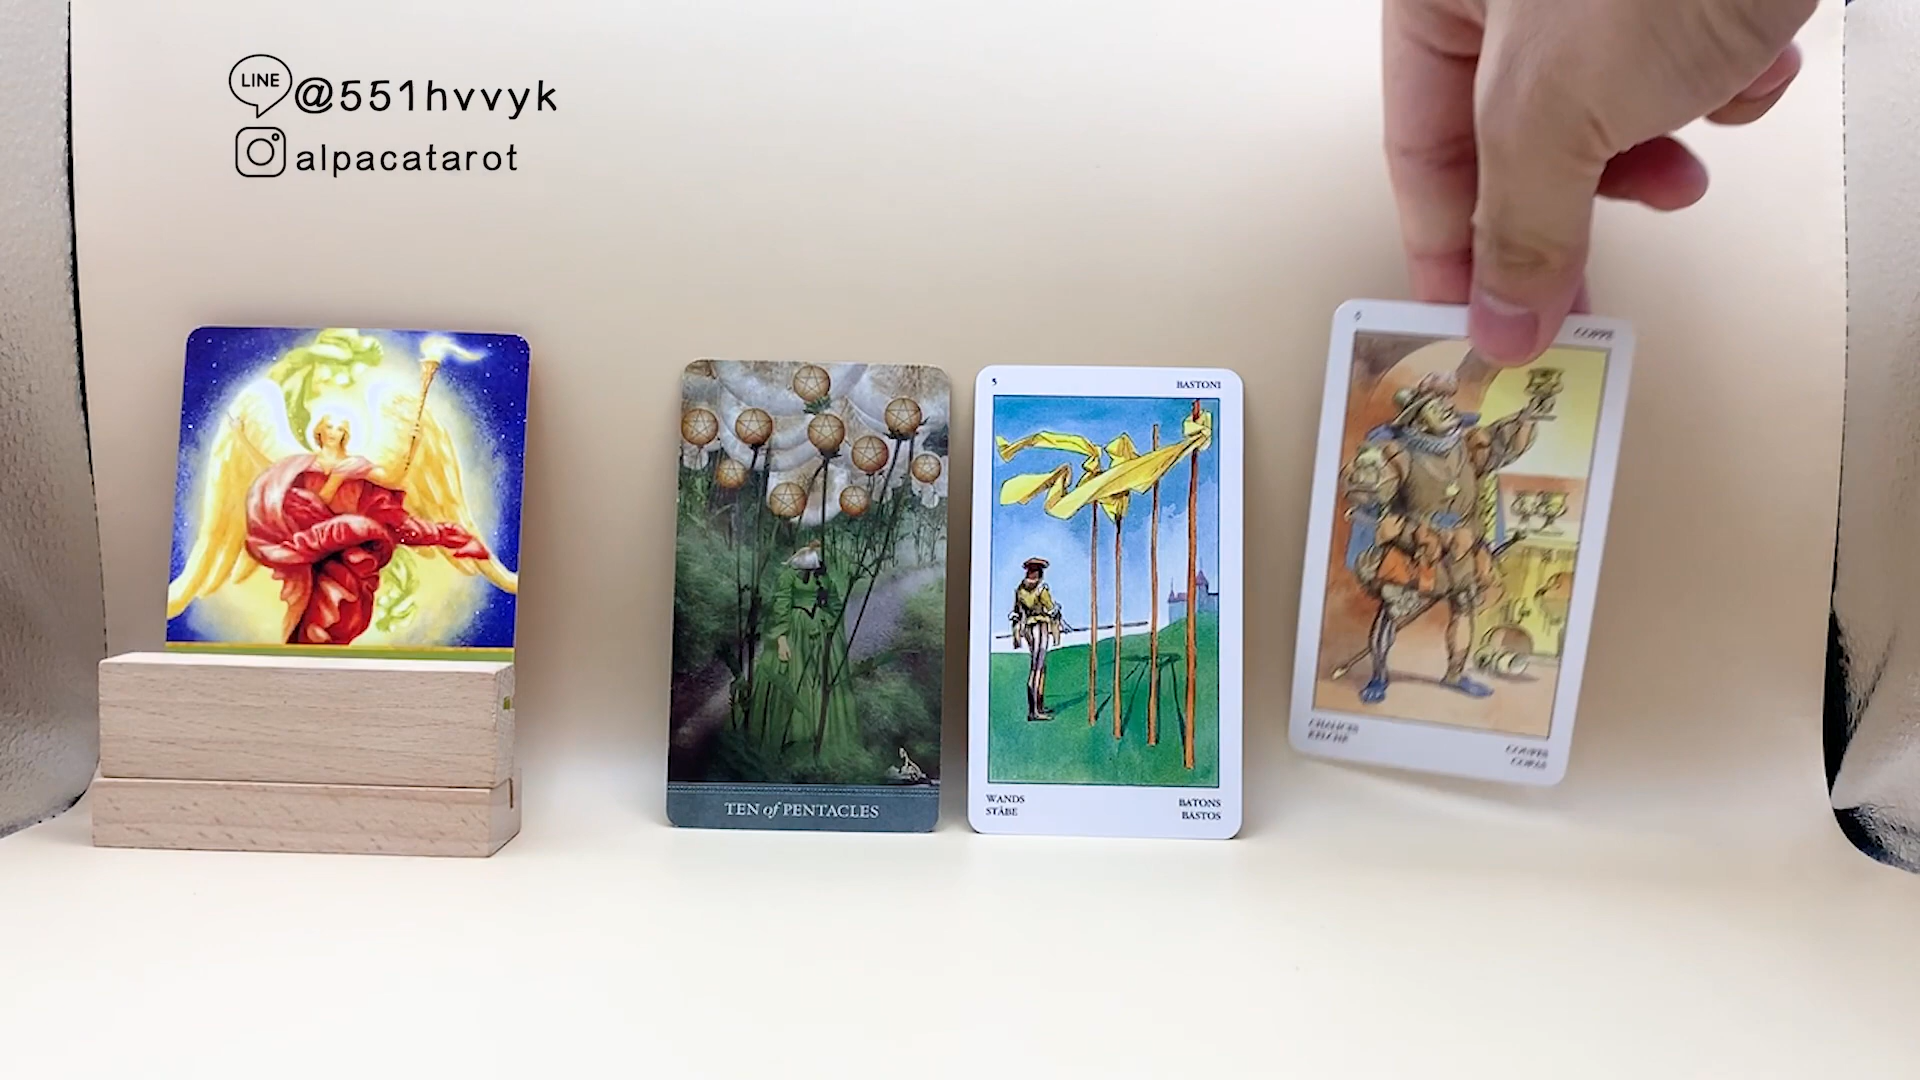 LINE @551hvvyk
alpacatarot
TEN of PENTACLES
5 BASTONI
WANDS BATONS
STÄBE BASTOS
COPPE